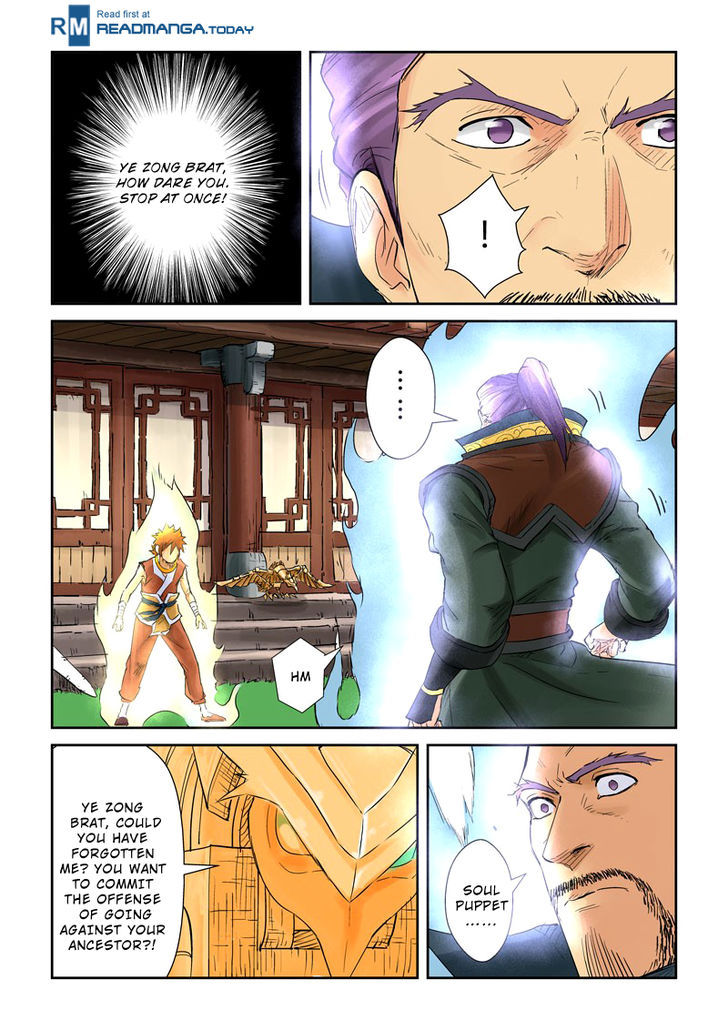 Read first at
RM READMANGA.TODAY
YE ZONG BRAT,
HOW DARE YOU.
STOP AT ONCE!
!
......
HM
YE ZONG
BRAT, COULD
YOU HAVE
FORGOTTEN
ME? YOU WANT
TO COMMIT
THE OFFENSE
OF GOING
AGAINST YOUR
ANCESTOR?!
SOUL
PUPPET
......